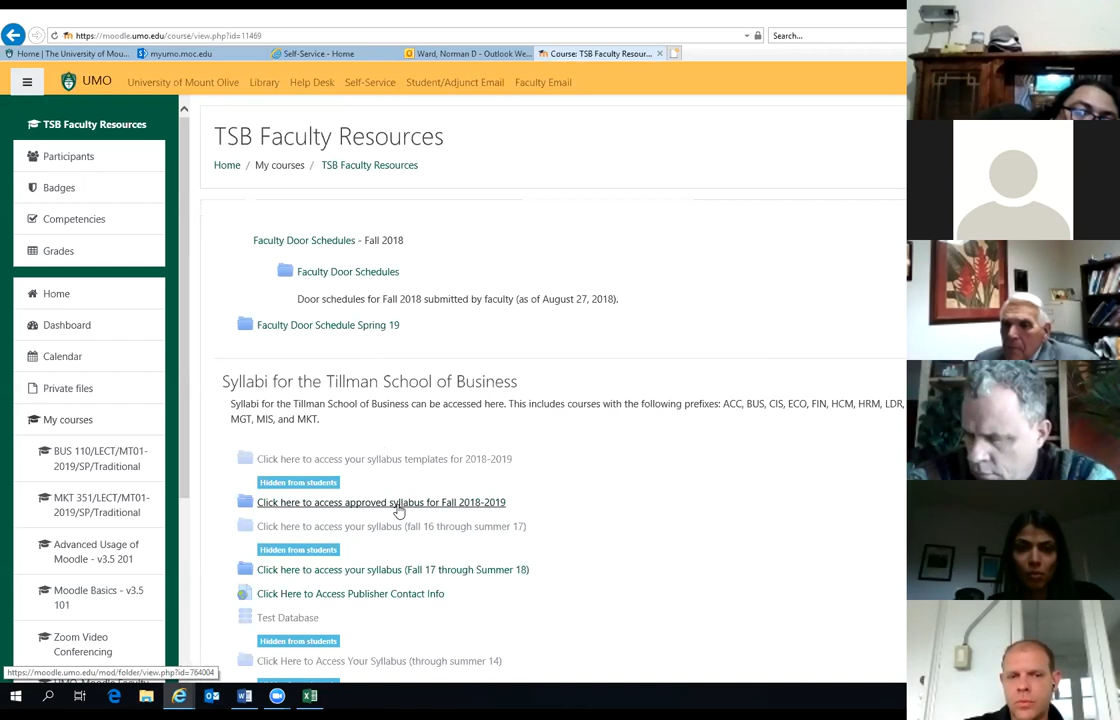 https://moodle.umo.edu/course/view.php?id=11469
Search...
Home | The University of Mou...
myumo.moc.edu
Self-Service - Home
Ward, Norman D - Outlook We...
Course: TSB Faculty Resour...
UMO
University of Mount Olive
Library
Help Desk
Self-Service
Student/Adjunct Email
Faculty Email
TSB Faculty Resources
Participants
Badges
Competencies
Grades
Home
Dashboard
Calendar
Private files
My courses
BUS 110/LECT/MT01-
2019/SP/Traditional
MKT 351/LECT/MT01-
2019/SP/Traditional
Advanced Usage of
Moodle - v3.5 201
Moodle Basics - v3.5
101
Zoom Video
Conferencing
TSB Faculty Resources
Home / My courses / TSB Faculty Resources
Faculty Door Schedules - Fall 2018
Faculty Door Schedules
Door schedules for Fall 2018 submitted by faculty (as of August 27, 2018).
Faculty Door Schedule Spring 19
Syllabi for the Tillman School of Business
Syllabi for the Tillman School of Business can be accessed here. This includes courses with the following prefixes: ACC, BUS, CIS, ECO, FIN, HCM, HRM, LDR,
MGT, MIS, and MKT.
Click here to access your syllabus templates for 2018-2019
Hidden from students
Click here to access approved syllabus for Fall 2018-2019
Click here to access your syllabus (fall 16 through summer 17)
Hidden from students
Click here to access your syllabus (Fall 17 through Summer 18)
Click Here to Access Publisher Contact Info
Test Database
Hidden from students
Click Here to Access Your Syllabus (through summer 14)
https://moodle.umo.edu/mod/folder/view.php?id=764004